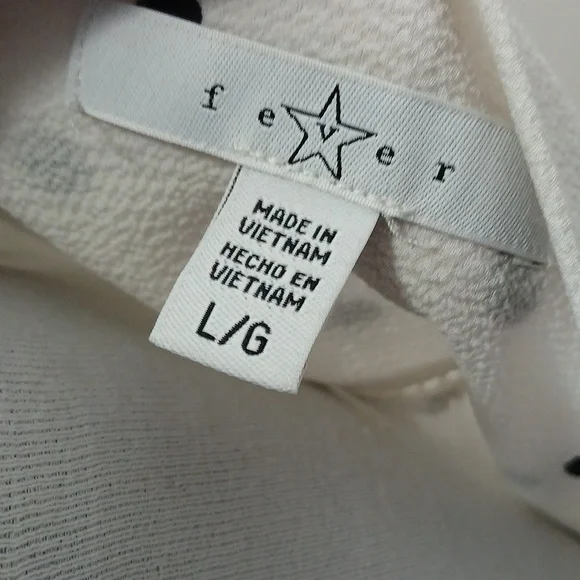 fever
MADE IN
VIETNAM
HECHO EN
VIETNAM
L/G